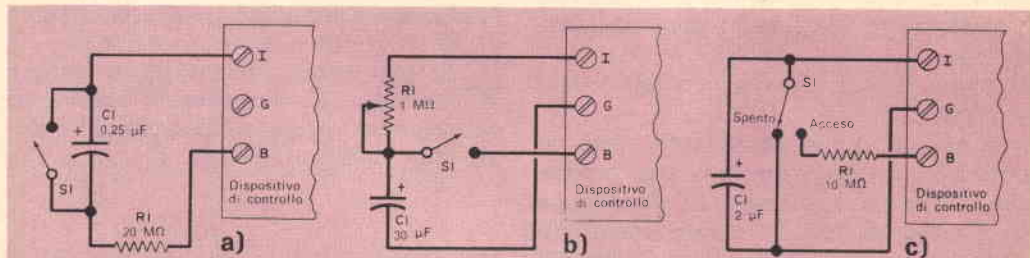 I
G
B
C1
0,25 µF
+
S1
R1
20 MΩ
Dispositivo
di controllo
a)
I
G
B
R1
1 MΩ
S1
+
C1
30 µF
Dispositivo
di controllo
b)
I
G
B
S1
Spento
Acceso
+
C1
2 µF
R1
10 MΩ
Dispositivo
di controllo
c)